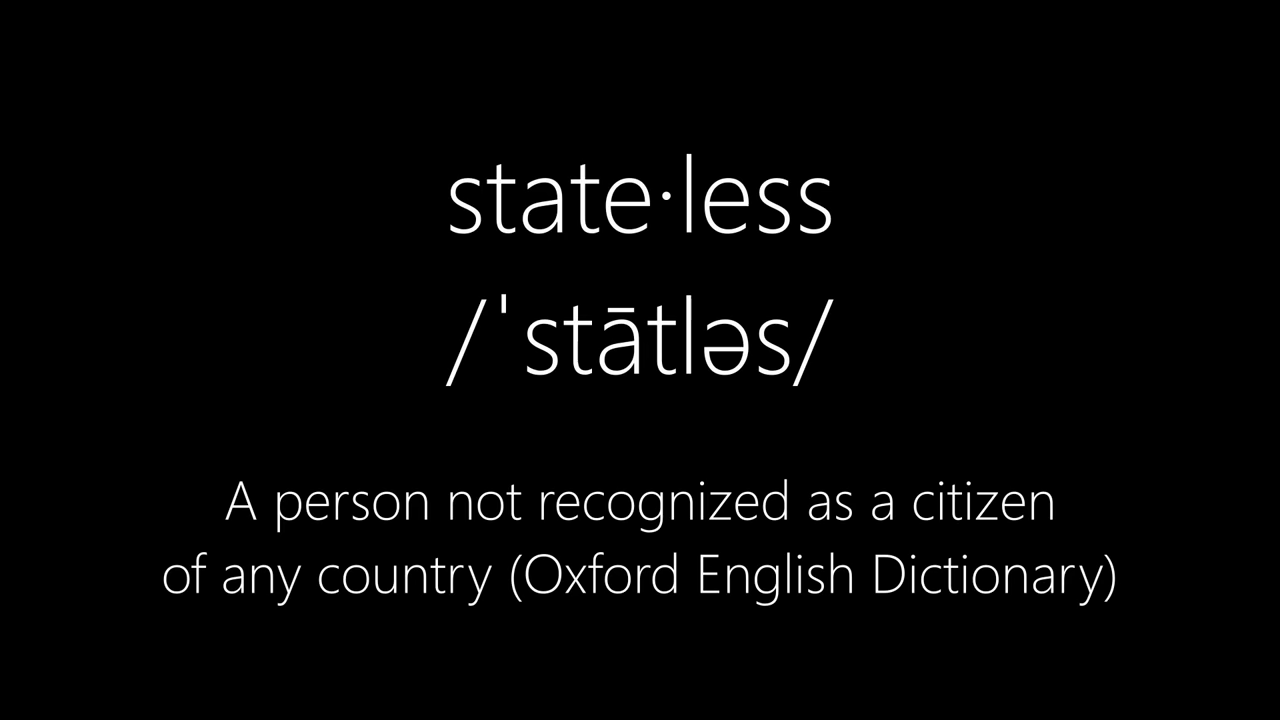 state·less
/ˈstātləs/
A person not recognized as a citizen
of any country (Oxford English Dictionary)